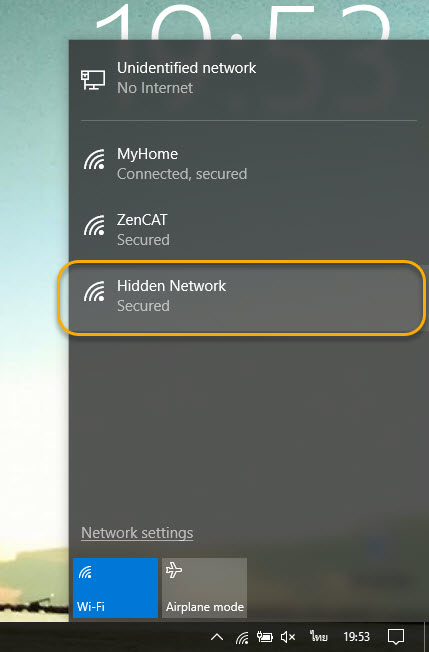 19:53
Unidentified network
No Internet
MyHome
Connected, secured
ZenCAT
Secured
Hidden Network
Secured
Network settings
Wi-Fi
Airplane mode
ไทย
19:53